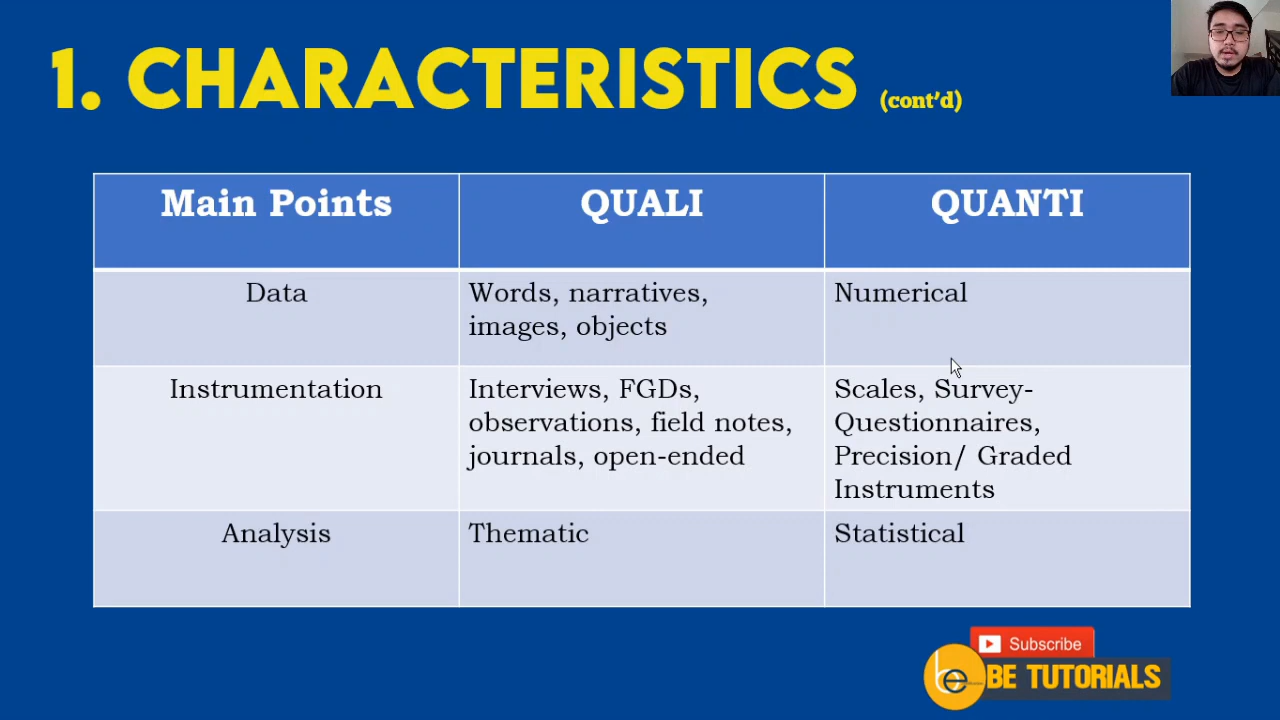 1. CHARACTERISTICS (cont'd)
Main Points
QUALI
QUANTI
Data
Words, narratives,
images, objects
Numerical
Instrumentation
Interviews, FGDs,
observations, field notes,
journals, open-ended
Scales, Survey-
Questionnaires,
Precision/ Graded
Instruments
Analysis
Thematic
Statistical
Subscribe
be
BE TUTORIALS